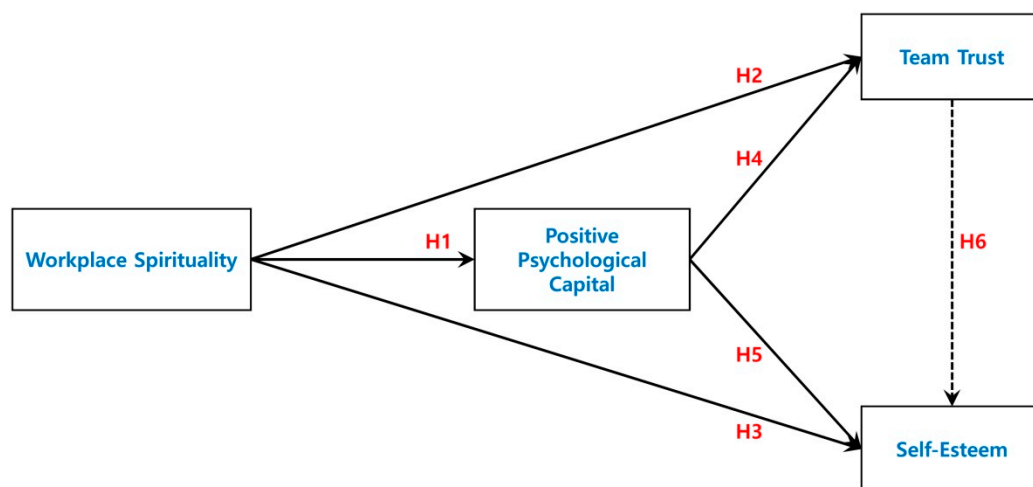 Team Trust
H2
H4
Workplace Spirituality
H1
Positive
Psychological
Capital
H6
H5
H3
Self-Esteem